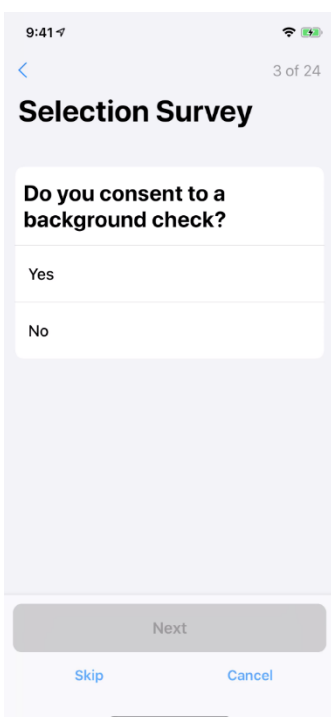 9:41
3 of 24
Selection Survey
Do you consent to a
background check?
Yes
No
Next
Skip Cancel